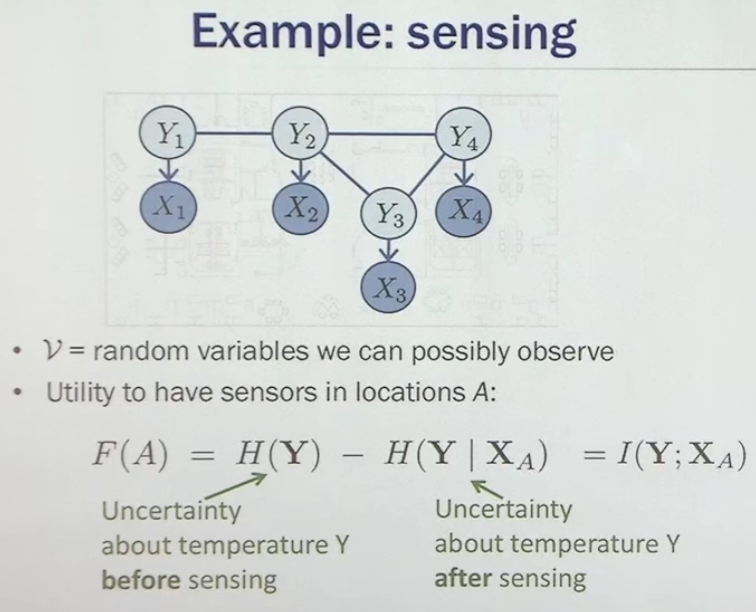 Example: sensing
Y₁ Y₂ Y₄
X₁ X₂ Y₃ X₄
X₃
• 𝒱 = random variables we can possibly observe
• Utility to have sensors in locations A:
F(A) = H(𝐘) − H(𝐘 | 𝐗_A) = I(𝐘; 𝐗_A)
Uncertainty Uncertainty
about temperature Y about temperature Y
before sensing after sensing